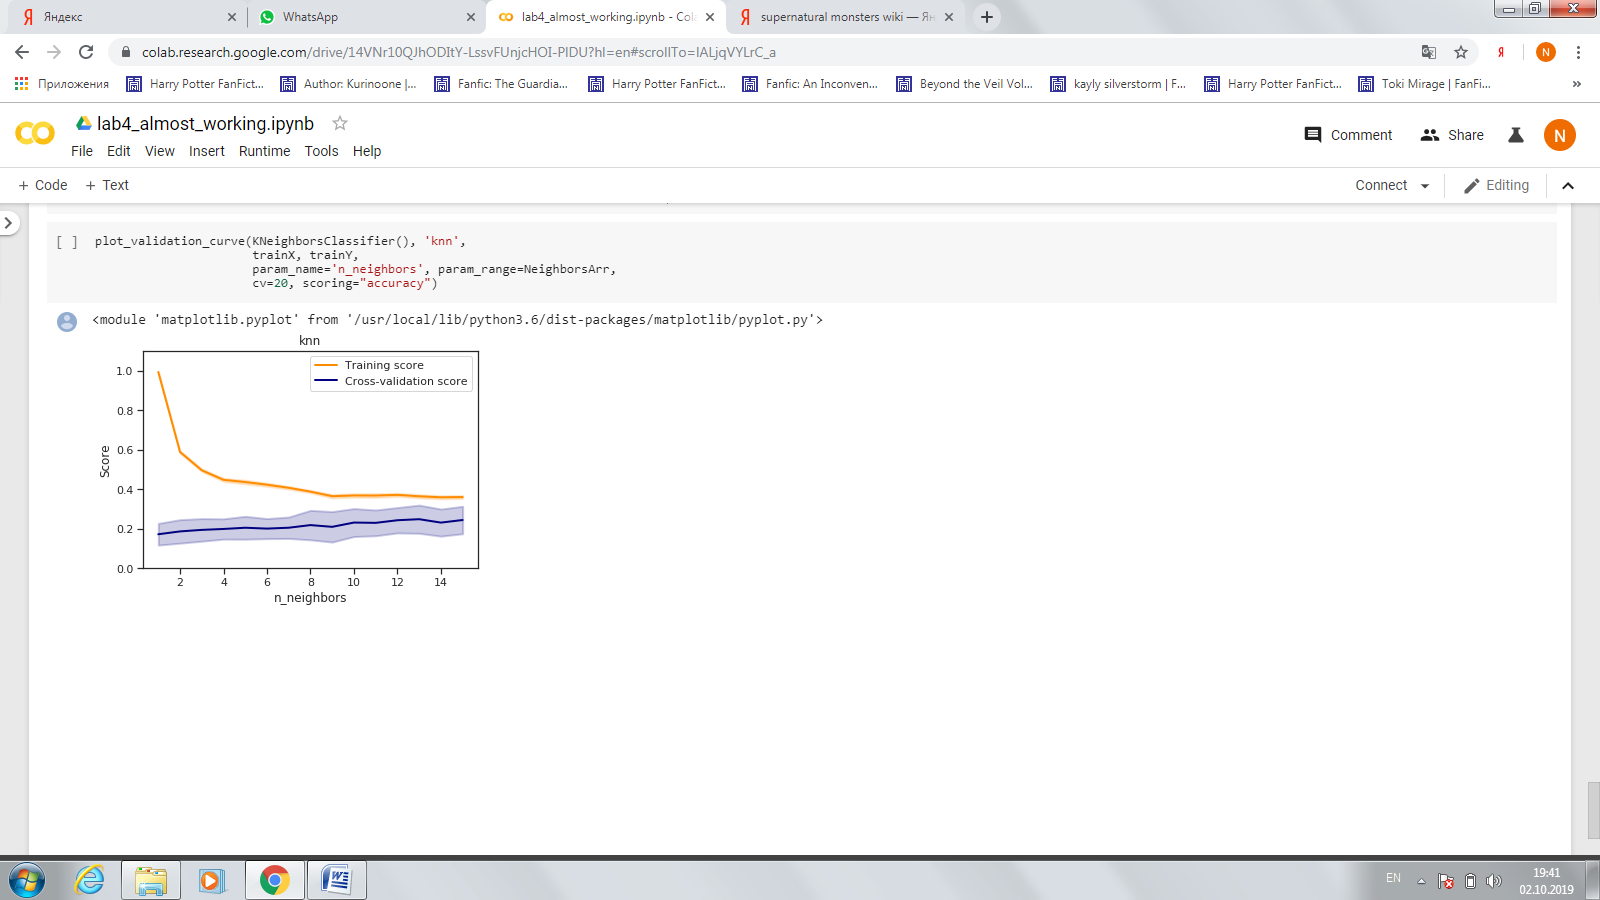 Яндекс
WhatsApp
lab4_almost_working.ipynb - Col
supernatural monsters wiki — Ян
colab.research.google.com/drive/14VNr10QJhODItY-LssvFUnjcHOI-PIDU?hl=en#scrollTo=IALjqVYLrC_a
Приложения
Harry Potter FanFict...
Author: Kurinoone |...
Fanfic: The Guardia...
Harry Potter FanFict...
Fanfic: An Inconven...
Beyond the Veil Vol...
kayly silverstorm | F...
Harry Potter FanFict...
Toki Mirage | FanFi...
lab4_almost_working.ipynb
File Edit View Insert Runtime Tools Help
Comment Share N
+ Code + Text
Connect Editing
[ ] plot_validation_curve(KNeighborsClassifier(), 'knn',
trainX, trainY,
param_name='n_neighbors', param_range=NeighborsArr,
cv=20, scoring="accuracy")
<module 'matplotlib.pyplot' from '/usr/local/lib/python3.6/dist-packages/matplotlib/pyplot.py'>
knn
Training score
Cross-validation score
1.0
0.8
0.6
0.4
0.2
0.0
Score
2 4 6 8 10 12 14
n_neighbors
EN
19:41
02.10.2019